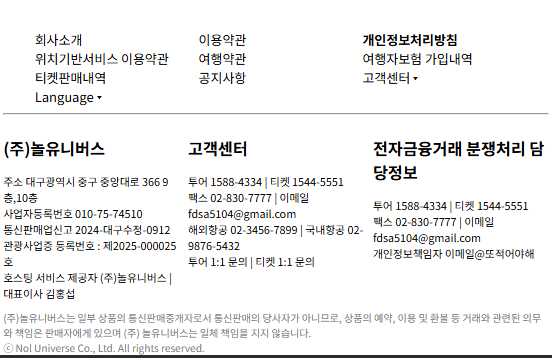 회사소개 이용약관 개인정보처리방침
위치기반서비스 이용약관 여행약관 여행자보험 가입내역
티켓판매내역 공지사항 고객센터
Language
(주)놀유니버스
주소 대구광역시 중구 중앙대로 366 9
층,10층
사업자등록번호 010-75-74510
통신판매업신고 2024-대구수정-0912
관광사업증 등록번호 : 제2025-000025
호
호스팅 서비스 제공자 (주)놀유니버스 |
대표이사 김홍섭
고객센터
투어 1588-4334 | 티켓 1544-5551
팩스 02-830-7777 | 이메일
fdsa5104@gmail.com
해외항공 02-3456-7899 | 국내항공 02-
9876-5432
투어 1:1 문의 | 티켓 1:1 문의
전자금융거래 분쟁처리 담
당정보
투어 1588-4334 | 티켓 1544-5551
팩스 02-830-7777 | 이메일
fdsa5104@gmail.com
개인정보책임자 이메일@또적어야해
(주)놀유니버스는 일부 상품의 통신판매중개자로서 통신판매의 당사자가 아니므로, 상품의 예약, 이용 및 환불 등 거래와 관련된 의무
와 책임은 판매자에게 있으며 (주) 놀유니버스는 일체 책임을 지지 않습니다.
ⓒ Nol Universe Co., Ltd. All rights reserved.